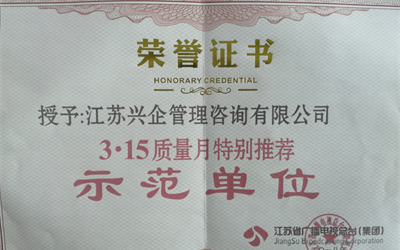 荣誉证书
HONORARY CREDENTIAL
授予:江苏兴企管理咨询有限公司
3·15质量月特别推荐
示范单位
江苏省广播电视总台(集团)
JiangSu Broadcasting Corporation